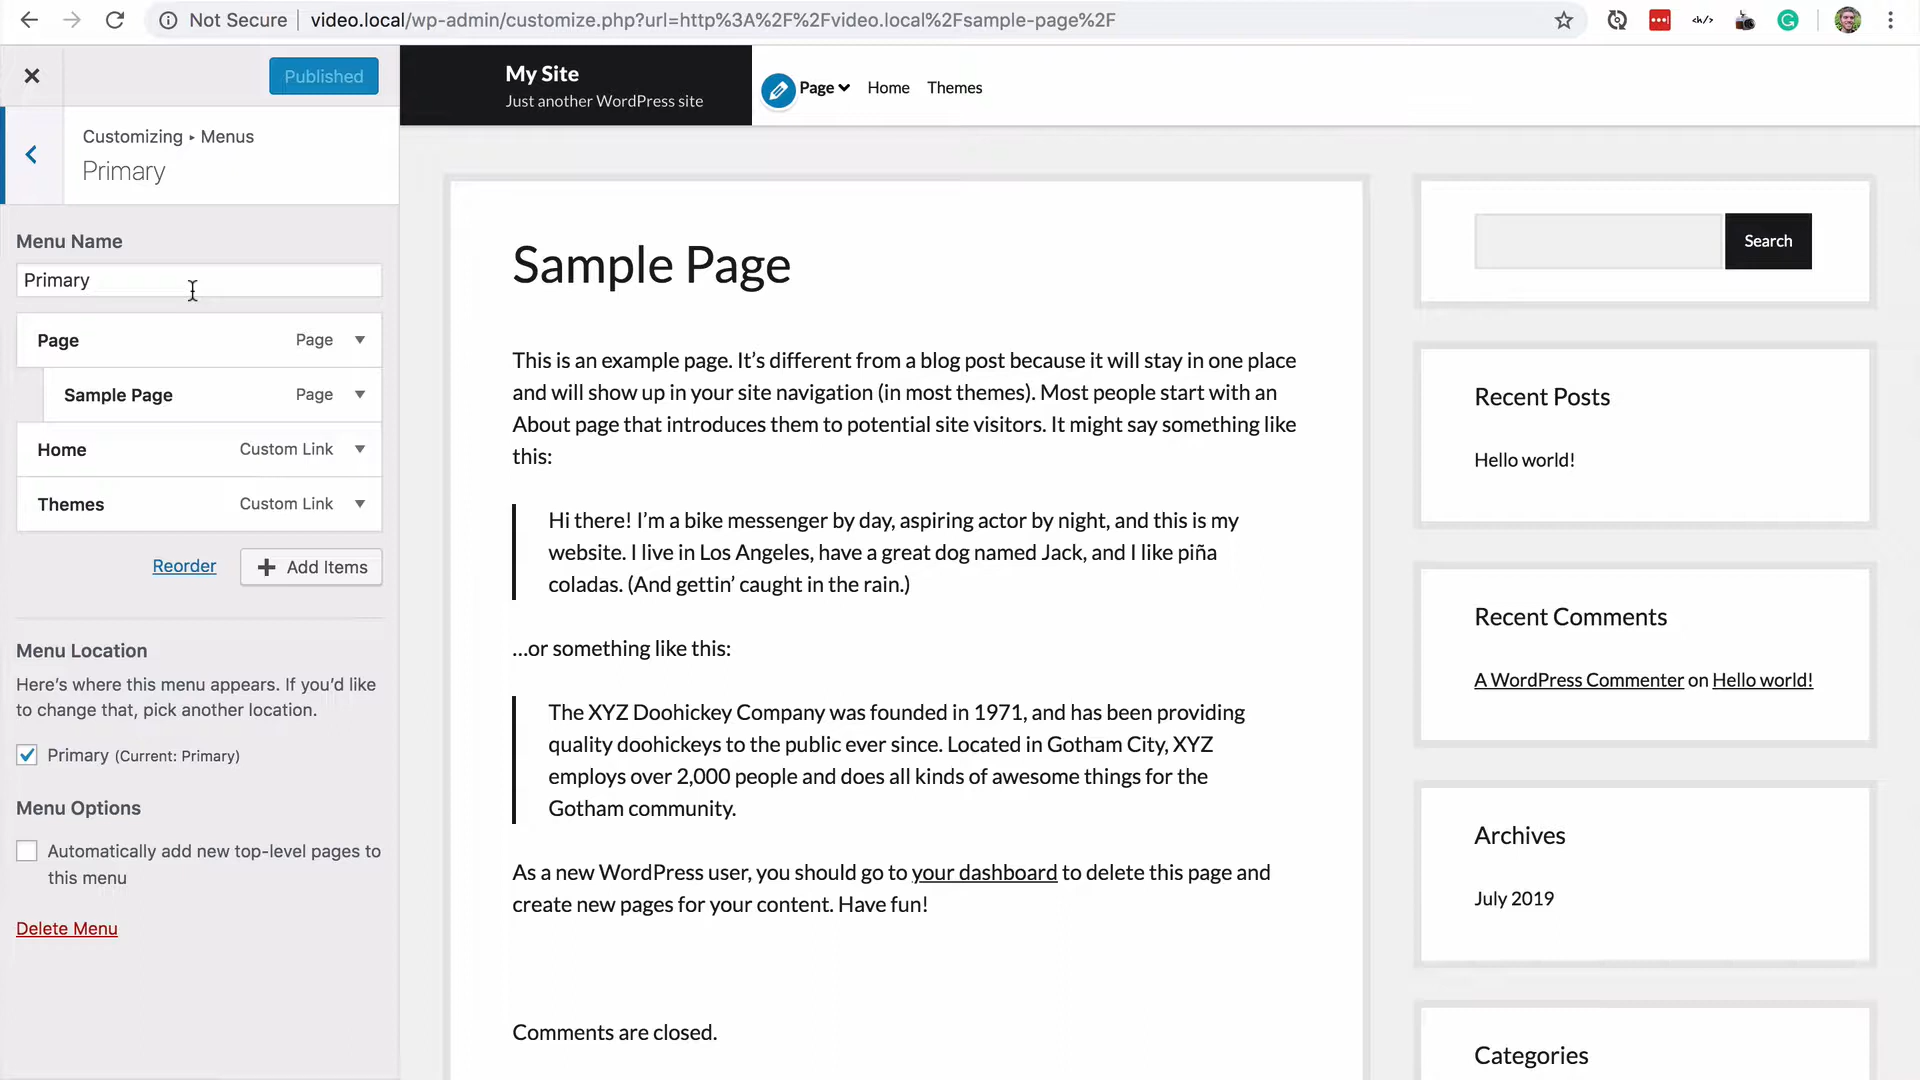 Not Secure
video.local/wp-admin/customize.php?url=http%3A%2F%2Fvideo.local%2Fsample-page%2F
Published
Customizing ▸ Menus
Primary
Menu Name
Primary
Page Page
Sample Page Page
Home Custom Link
Themes Custom Link
Reorder
Add Items
Menu Location
Here’s where this menu appears. If you’d like
to change that, pick another location.
Primary (Current: Primary)
Menu Options
Automatically add new top-level pages to
this menu
Delete Menu
My Site
Just another WordPress site
Page Home Themes
Sample Page
This is an example page. It’s different from a blog post because it will stay in one place
and will show up in your site navigation (in most themes). Most people start with an
About page that introduces them to potential site visitors. It might say something like
this:
Hi there! I’m a bike messenger by day, aspiring actor by night, and this is my
website. I live in Los Angeles, have a great dog named Jack, and I like piña
coladas. (And gettin’ caught in the rain.)
…or something like this:
The XYZ Doohickey Company was founded in 1971, and has been providing
quality doohickeys to the public ever since. Located in Gotham City, XYZ
employs over 2,000 people and does all kinds of awesome things for the
Gotham community.
As a new WordPress user, you should go to your dashboard to delete this page and
create new pages for your content. Have fun!
Comments are closed.
Search
Recent Posts
Hello world!
Recent Comments
A WordPress Commenter on Hello world!
Archives
July 2019
Categories